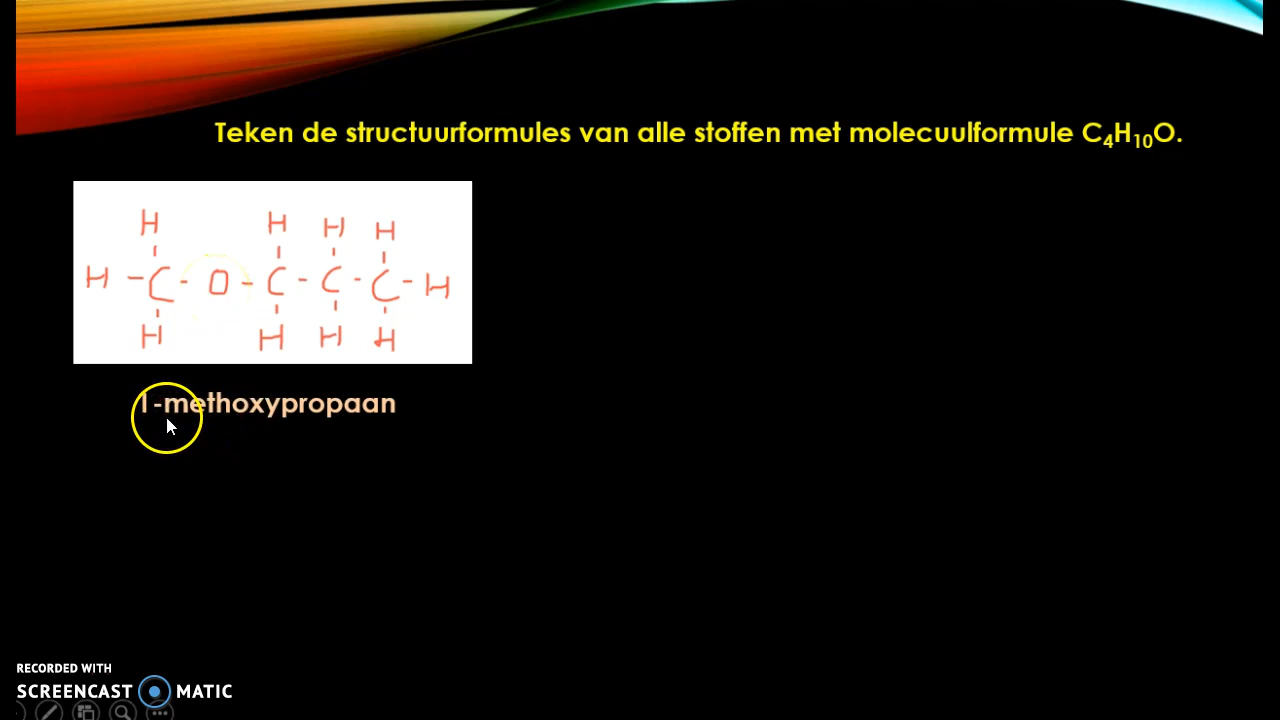 Teken de structuurformules van alle stoffen met molecuulformule C₄H₁₀O.
H H H H
H - C - O - C - C - C - H
H H H H
1-methoxypropaan
RECORDED WITH
SCREENCAST MATIC